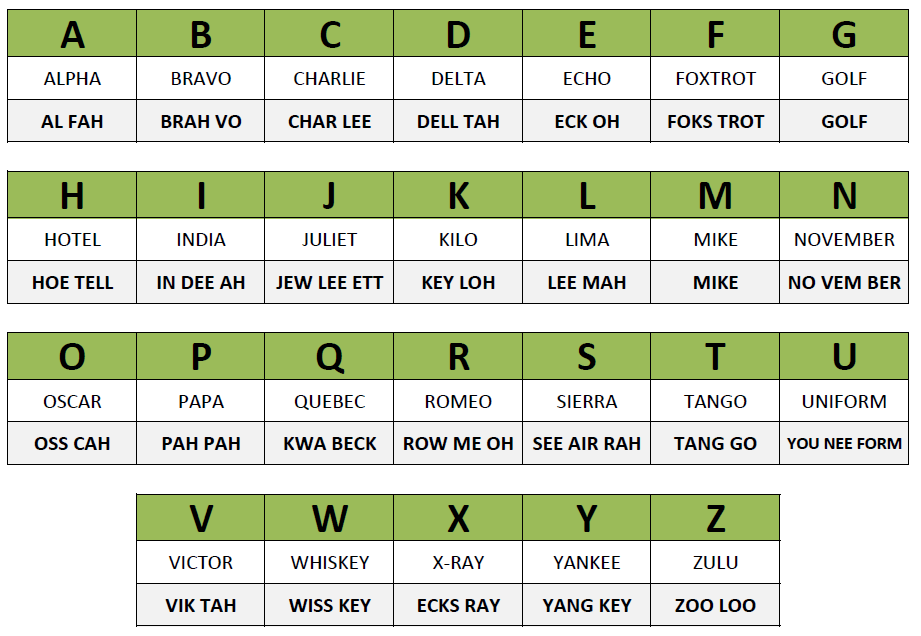 A B C D E F G
ALPHA BRAVO CHARLIE DELTA ECHO FOXTROT GOLF
AL FAH BRAH VO CHAR LEE DELL TAH ECK OH FOKS TROT GOLF
H I J K L M N
HOTEL INDIA JULIET KILO LIMA MIKE NOVEMBER
HOE TELL IN DEE AH JEW LEE ETT KEY LOH LEE MAH MIKE NO VEM BER
O P Q R S T U
OSCAR PAPA QUEBEC ROMEO SIERRA TANGO UNIFORM
OSS CAH PAH PAH KWA BECK ROW ME OH SEE AIR RAH TANG GO YOU NEE FORM
V W X Y Z
VICTOR WHISKEY X-RAY YANKEE ZULU
VIK TAH WISS KEY ECKS RAY YANG KEY ZOO LOO